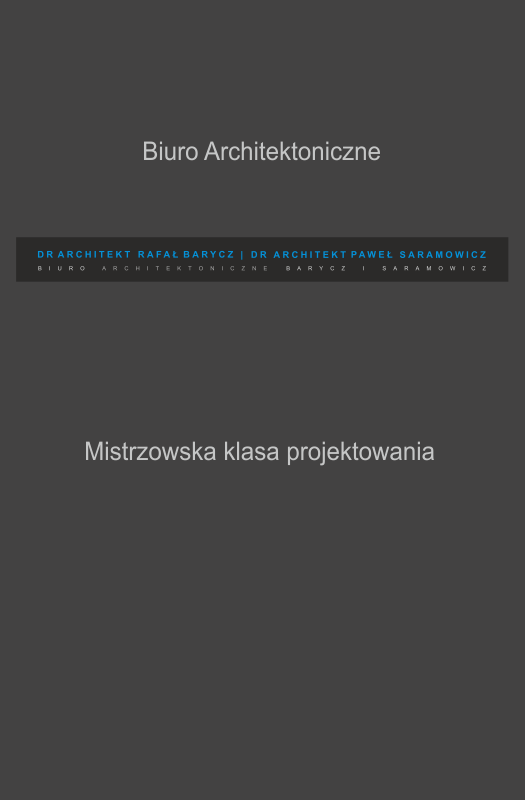 Biuro Architektoniczne
DR ARCHITEKT RAFAŁ BARYCZ | DR ARCHITEKT PAWEŁ SARAMOWICZ
BIURO ARCHITEKTONICZNE BARYCZ I SARAMOWICZ
Mistrzowska klasa projektowania